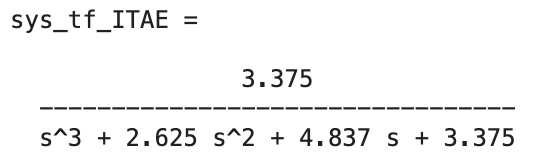 sys_tf_ITAE =
3.375
---------------------------------
s^3 + 2.625 s^2 + 4.837 s + 3.375